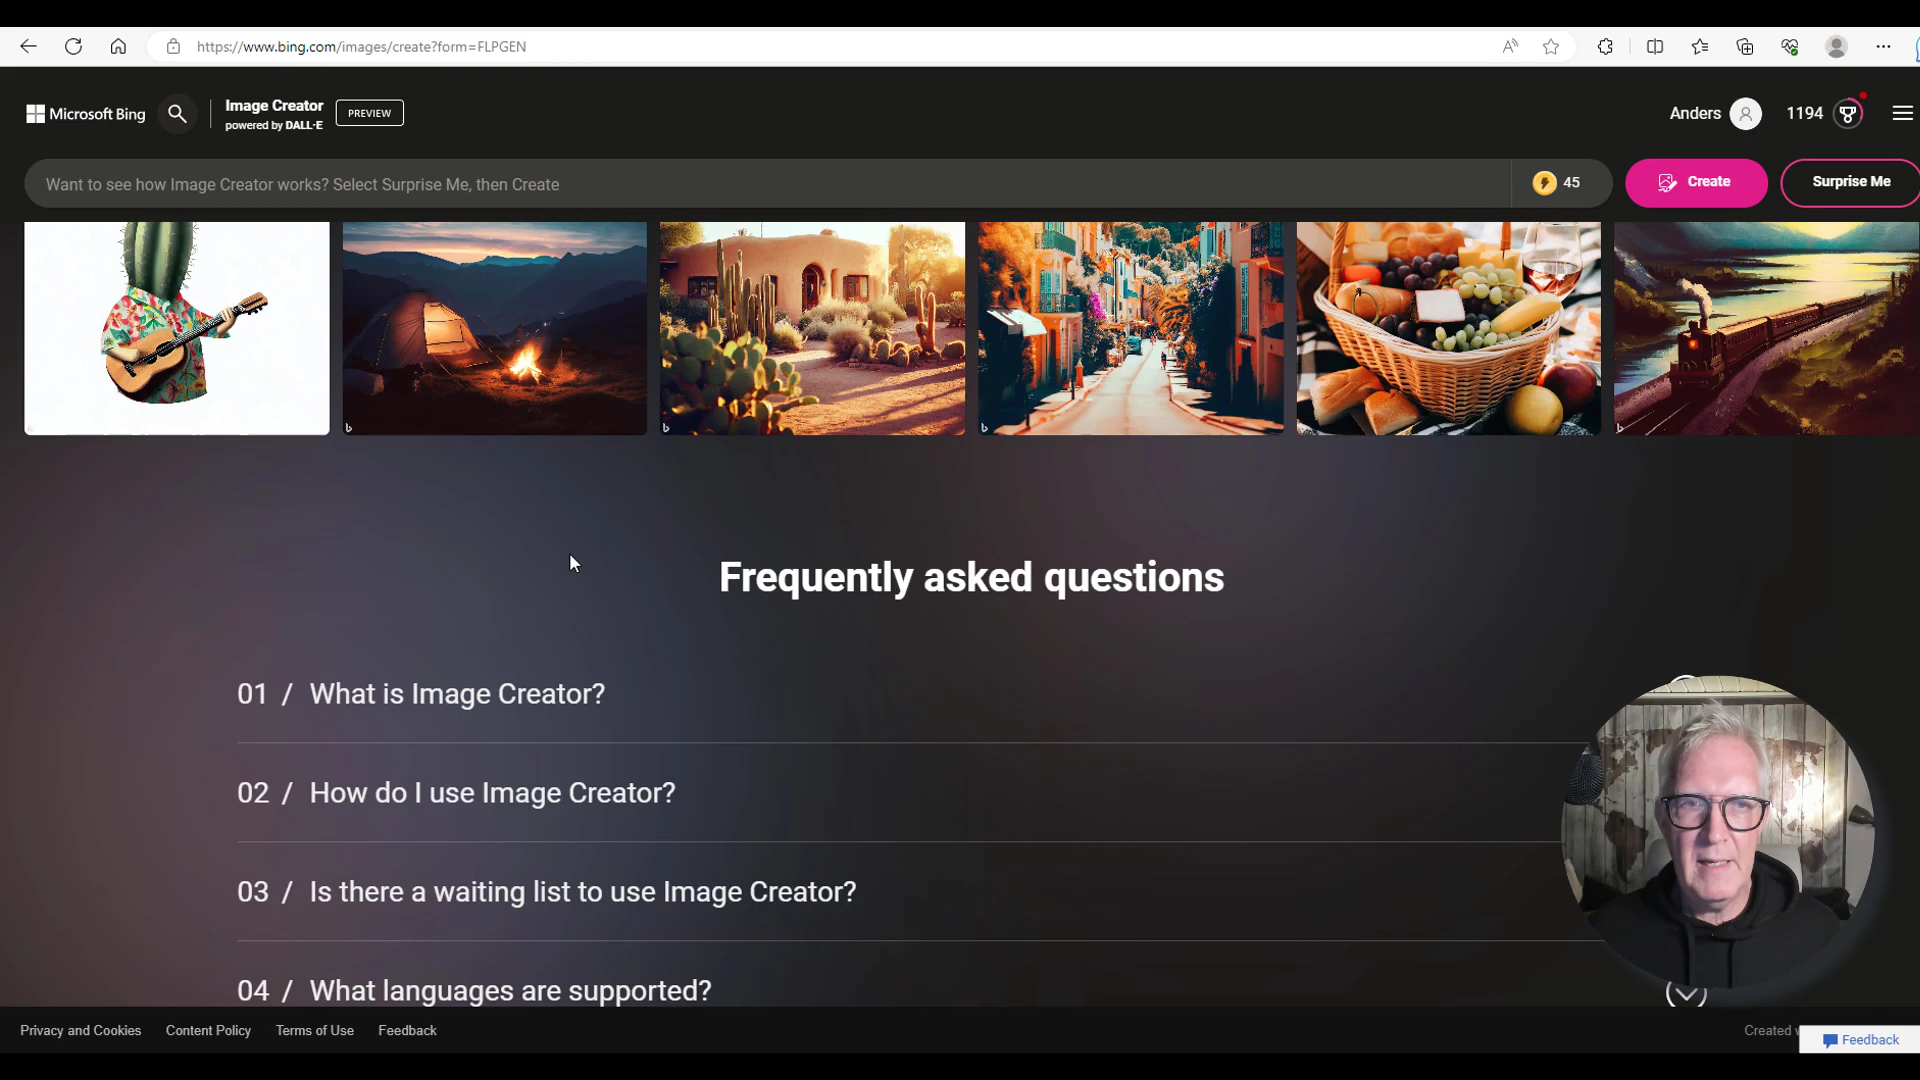 https://www.bing.com/images/create?form=FLPGEN
Microsoft Bing
Image Creator
powered by DALL·E
PREVIEW
Anders
1194
Want to see how Image Creator works? Select Surprise Me, then Create
45
Create
Surprise Me
Frequently asked questions
01 / What is Image Creator?
02 / How do I use Image Creator?
03 / Is there a waiting list to use Image Creator?
04 / What languages are supported?
Privacy and Cookies
Content Policy
Terms of Use
Feedback
Created
Feedback